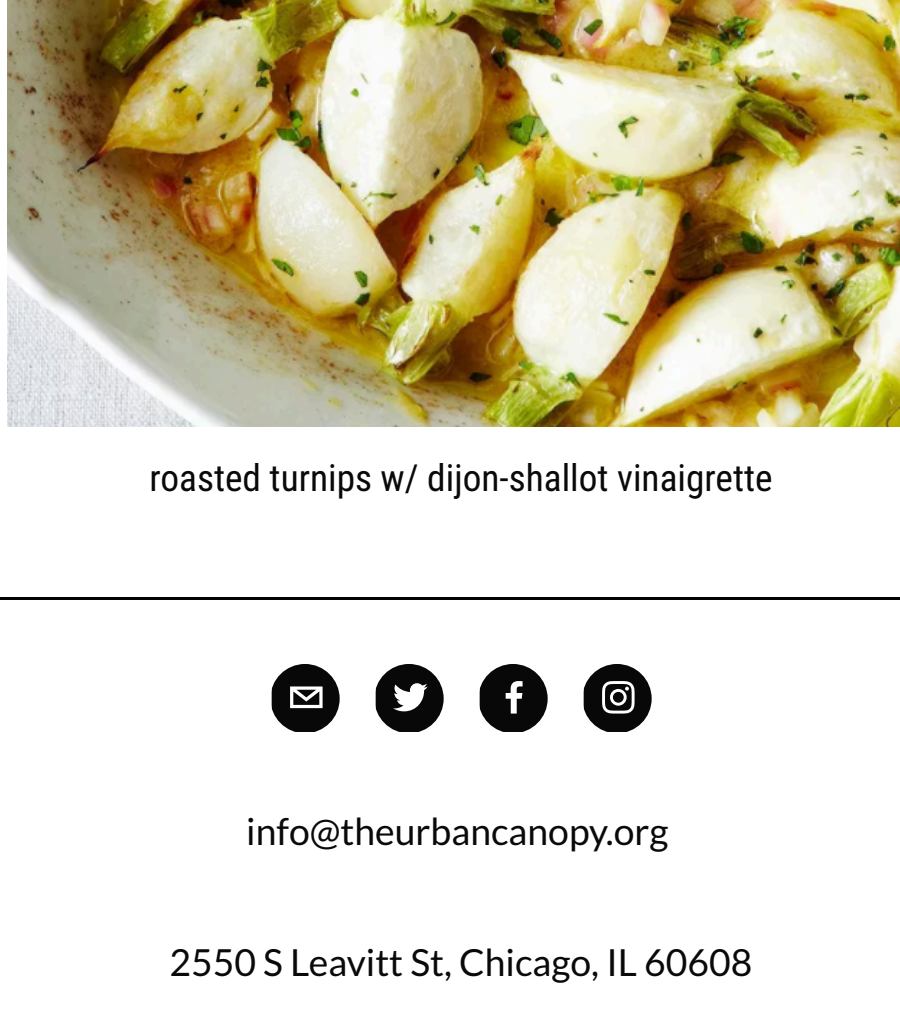 roasted turnips w/ dijon-shallot vinaigrette
info@theurbancanopy.org
2550 S Leavitt St, Chicago, IL 60608